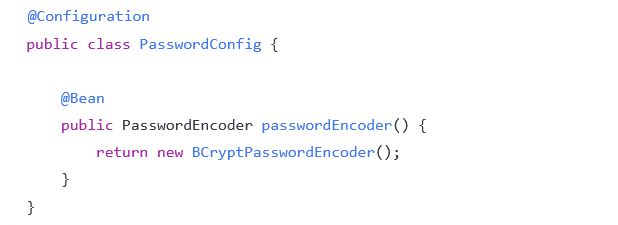 @Configuration
public class PasswordConfig {
@Bean
public PasswordEncoder passwordEncoder() {
return new BCryptPasswordEncoder();
}
}